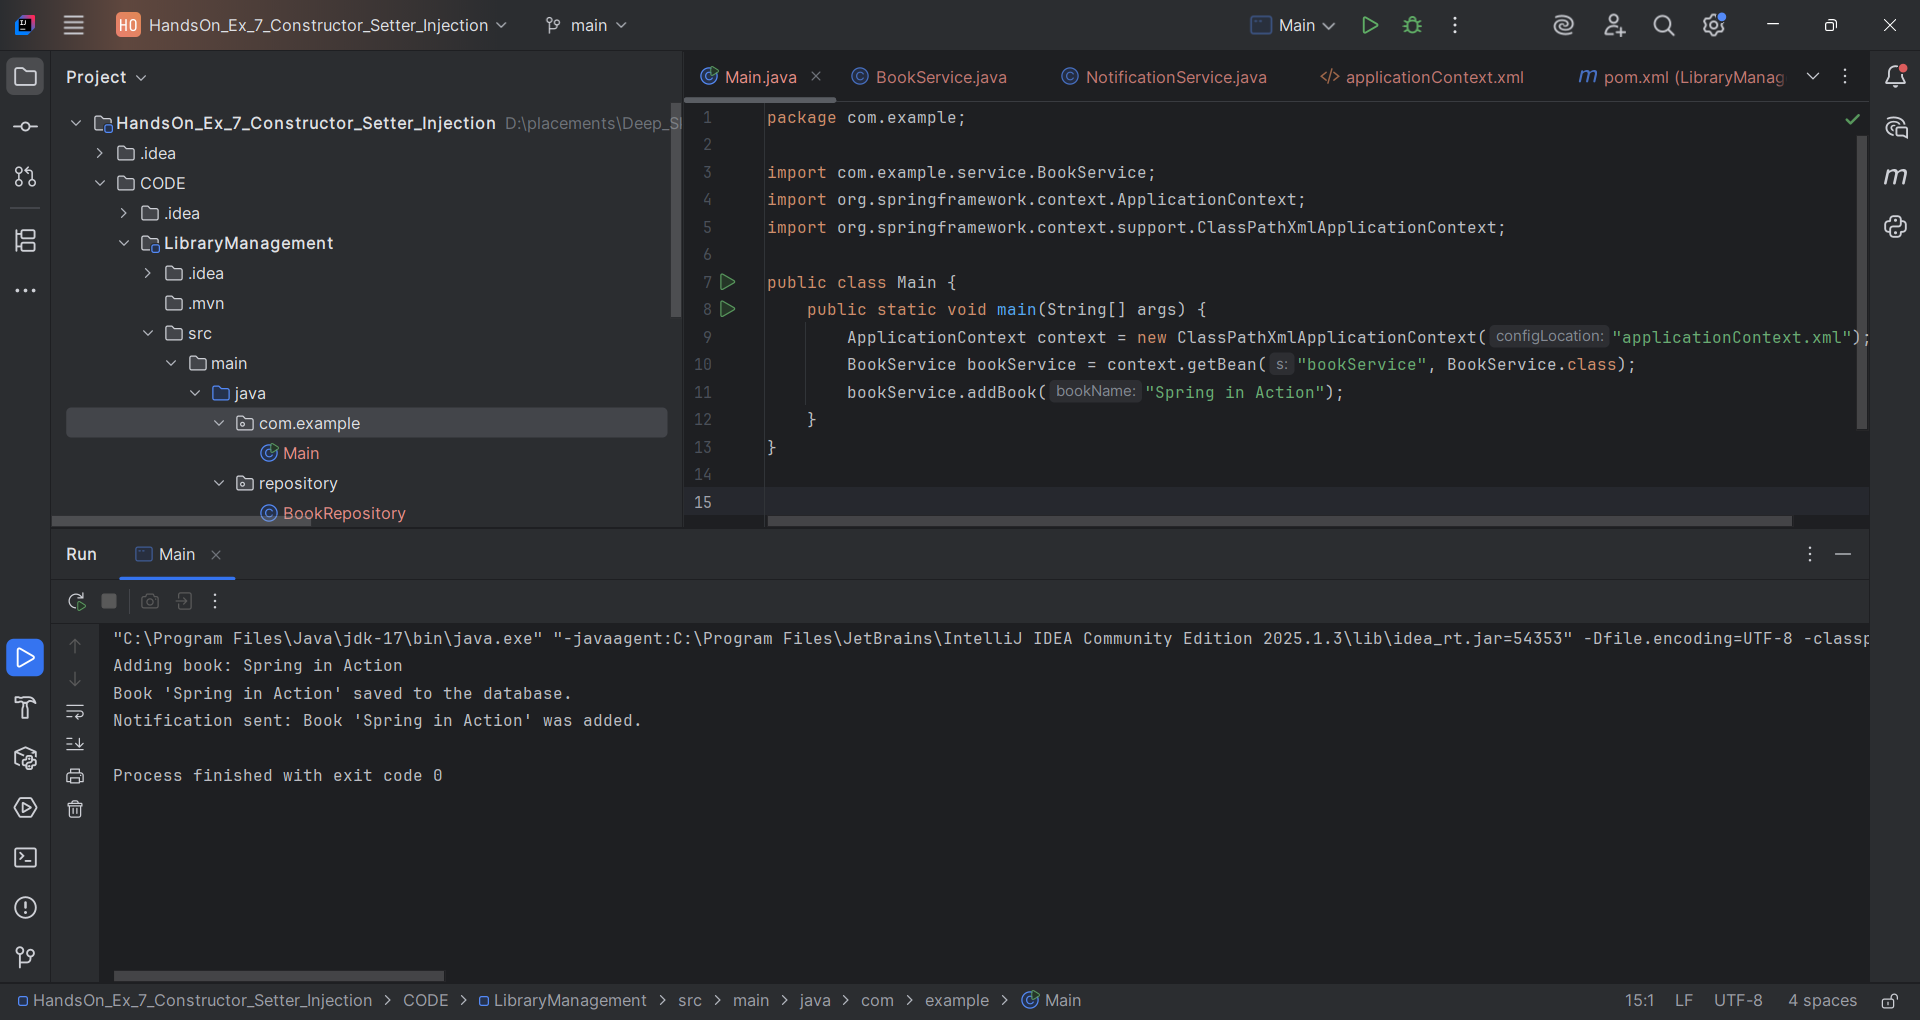 HO HandsOn_Ex_7_Constructor_Setter_Injection main Main
Project
HandsOn_Ex_7_Constructor_Setter_Injection D:\placements\Deep_S
.idea
CODE
.idea
LibraryManagement
.idea
.mvn
src
main
java
com.example
Main
repository
BookRepository
Main.java BookService.java NotificationService.java </> applicationContext.xml m pom.xml (LibraryManag
1 package com.example;
2
3 import com.example.service.BookService;
4 import org.springframework.context.ApplicationContext;
5 import org.springframework.context.support.ClassPathXmlApplicationContext;
6
7 public class Main {
8 public static void main(String[] args) {
9 ApplicationContext context = new ClassPathXmlApplicationContext( configLocation: "applicationContext.xml");
10 BookService bookService = context.getBean( s: "bookService", BookService.class);
11 bookService.addBook( bookName: "Spring in Action");
12 }
13 }
14
15
Run Main
"C:\Program Files\Java\jdk-17\bin\java.exe" "-javaagent:C:\Program Files\JetBrains\IntelliJ IDEA Community Edition 2025.1.3\lib\idea_rt.jar=54353" -Dfile.encoding=UTF-8 -classp
Adding book: Spring in Action
Book 'Spring in Action' saved to the database.
Notification sent: Book 'Spring in Action' was added.
Process finished with exit code 0
HandsOn_Ex_7_Constructor_Setter_Injection > CODE > LibraryManagement > src > main > java > com > example > Main 15:1 LF UTF-8 4 spaces